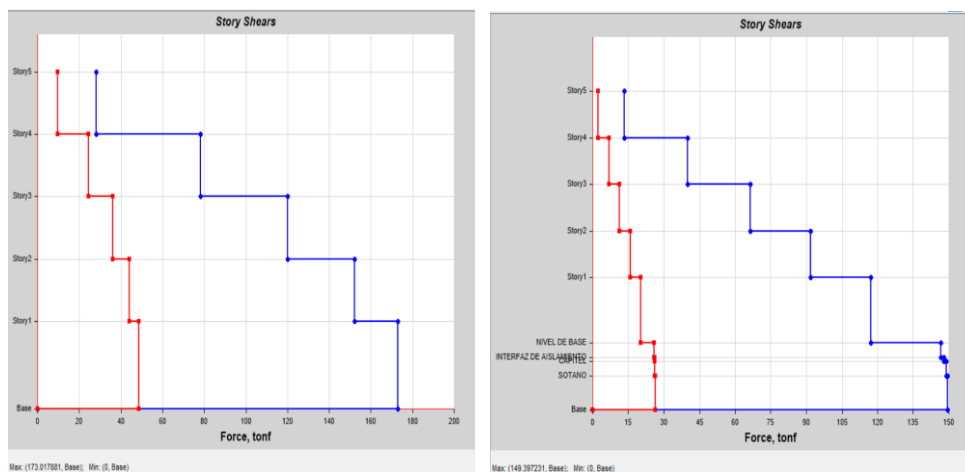 Story Shears
Story5
Story4
Story3
Story2
Story1
Base
0 20 40 60 80 100 120 140 160 180 200
Force, tonf
Max: (173.017881, Base); Min: (0, Base)
Story Shears
Story5
Story4
Story3
Story2
Story1
NIVEL DE BASE
INTERFAZ DE AISLAMIENTO
CAPITEL
SOTANO
Base
0 15 30 45 60 75 90 105 120 135 150
Force, tonf
Max: (149.397231, Base); Min: (0, Base)